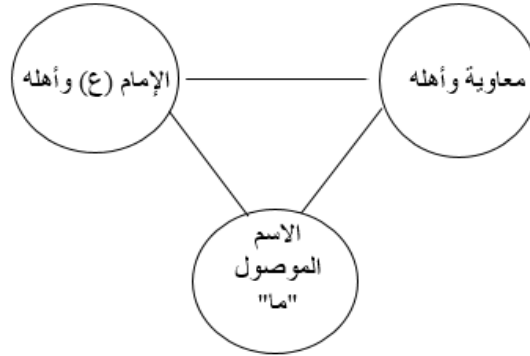 معاوية وأهله
الإمام (ع) وأهله
الاسم
الموصول
"ما"